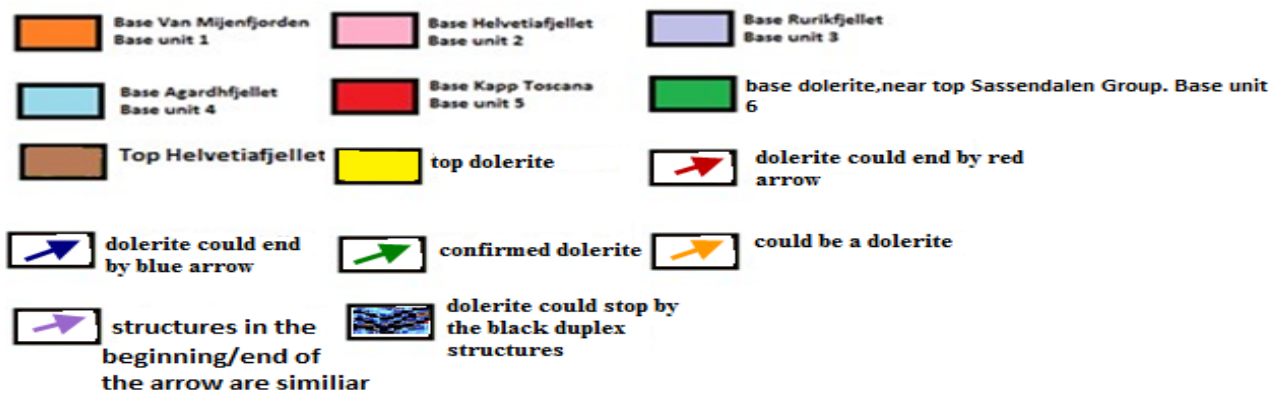 Base Van Mijenfjorden
Base unit 1
Base Helvetiafjellet
Base unit 2
Base Rurikfjellet
Base unit 3
Base Agardhfjellet
Base unit 4
Base Kapp Toscana
Base unit 5
base dolerite,near top Sassendalen Group. Base unit
6
Top Helvetiafjellet
top dolerite
dolerite could end by red
arrow
dolerite could end
by blue arrow
confirmed dolerite
could be a dolerite
structures in the
beginning/end of
the arrow are similiar
dolerite could stop by
the black duplex
structures